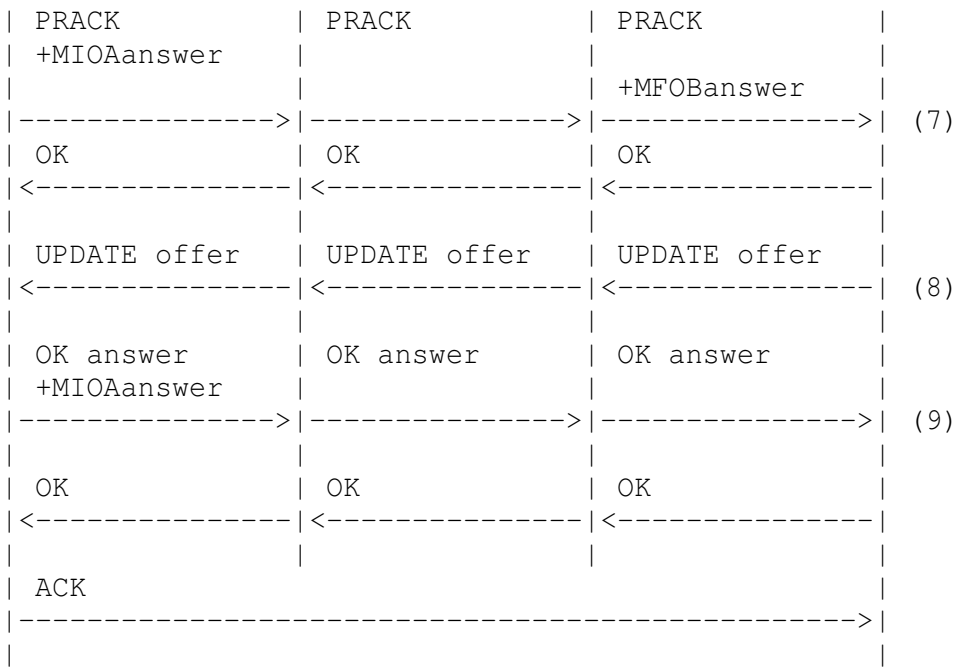 | PRACK         | PRACK         | PRACK         |
| +MIOAanswer   |               |               |
|               |               | +MFOBanswer   |
|-------------->|-------------->|-------------->| (7)
| OK            | OK            | OK            |
|<--------------|<--------------|<--------------|
|               |               |               |
| UPDATE offer  | UPDATE offer  | UPDATE offer  |
|<--------------|<--------------|<--------------| (8)
|               |               |               |
| OK answer     | OK answer     | OK answer     |
| +MIOAanswer   |               |               |
|-------------->|-------------->|-------------->| (9)
|               |               |               |
| OK            | OK            | OK            |
|<--------------|<--------------|<--------------|
|               |               |               |
| ACK                                           |
|---------------------------------------------->|
|                                               |